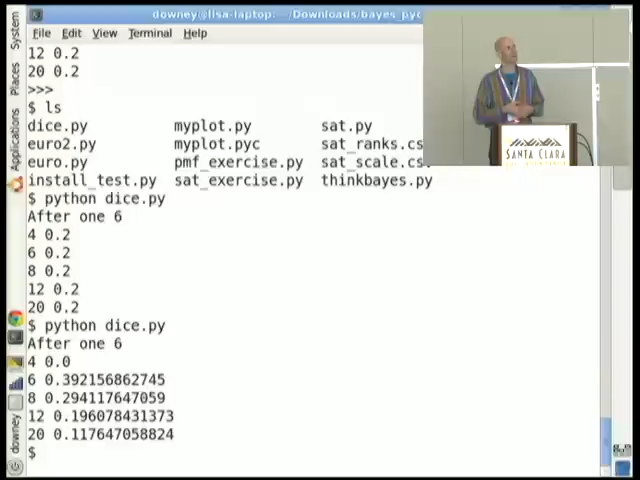 System
Places
Applications
downey
downey@lisa-laptop: ~/Downloads/bayes_pyc
File Edit View Terminal Help
12 0.2
20 0.2
>>>
$ ls
dice.py myplot.py sat.py
euro2.py myplot.pyc sat_ranks.cs
euro.py pmf_exercise.py sat_scale.cs
install_test.py sat_exercise.py thinkbayes.py
$ python dice.py
After one 6
4 0.2
6 0.2
8 0.2
12 0.2
20 0.2
$ python dice.py
After one 6
4 0.0
6 0.392156862745
8 0.294117647059
12 0.196078431373
20 0.117647058824
$
SANTA CLARA